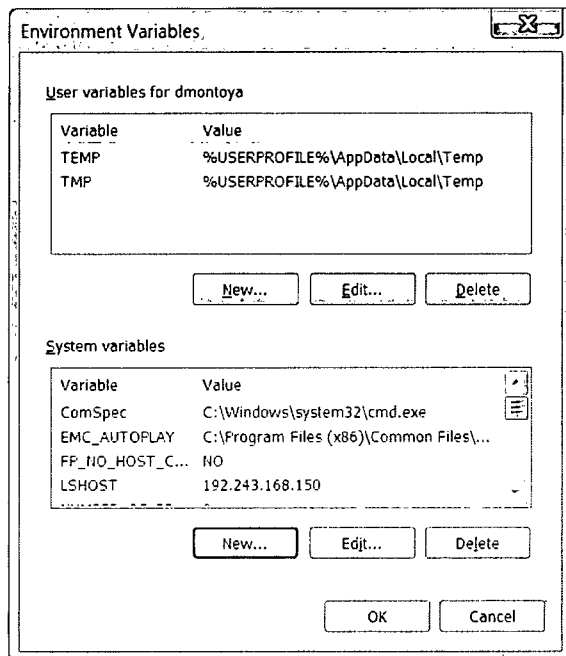 Environment Variables
User variables for dmontoya
Variable Value
TEMP %USERPROFILE%\AppData\Local\Temp
TMP %USERPROFILE%\AppData\Local\Temp
New... Edit... Delete
System variables
Variable Value
ComSpec C:\Windows\system32\cmd.exe
EMC_AUTOPLAY C:\Program Files (x86)\Common Files\...
FP_NO_HOST_C... NO
LSHOST 192.243.168.150
New... Edit... Delete
OK Cancel